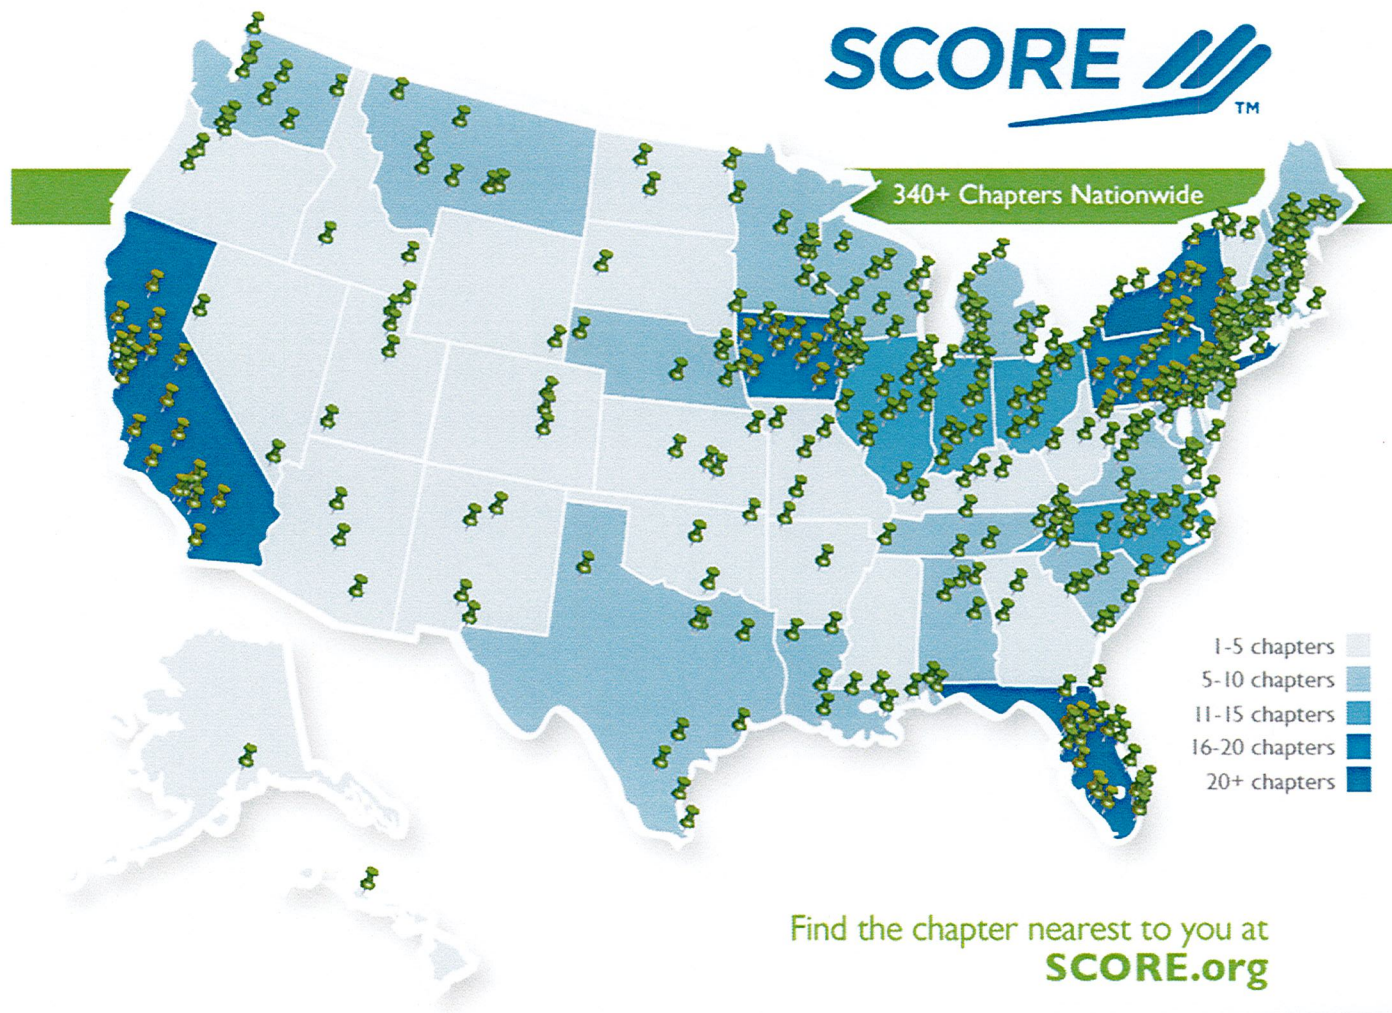 SCORE
TM
340+ Chapters Nationwide
1-5 chapters
5-10 chapters
11-15 chapters
16-20 chapters
20+ chapters
Find the chapter nearest to you at
SCORE.org